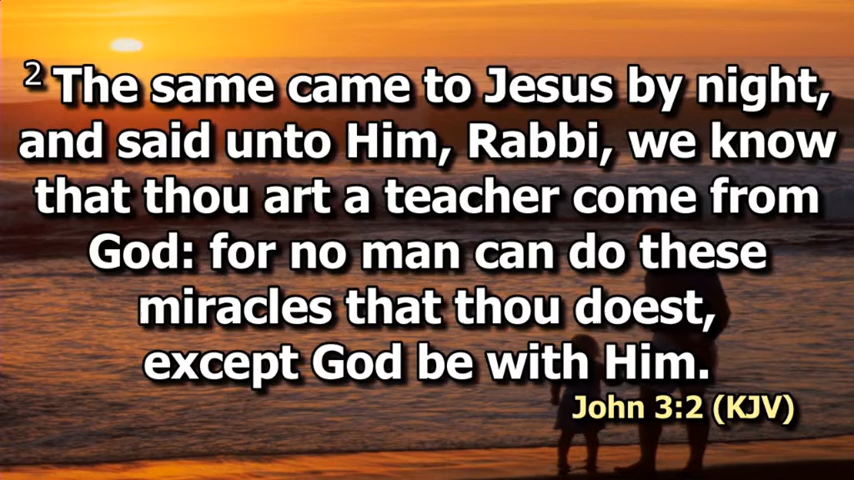 2 The same came to Jesus by night,
and said unto Him, Rabbi, we know
that thou art a teacher come from
God: for no man can do these
miracles that thou doest,
except God be with Him.
John 3:2 (KJV)